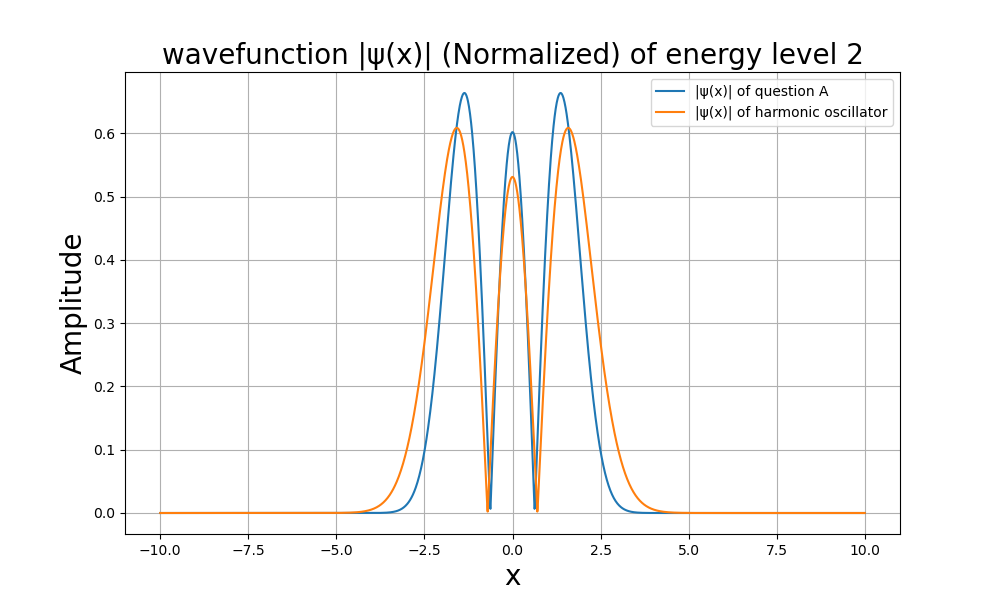 wavefunction |ψ(x)| (Normalized) of energy level 2
|ψ(x)| of question A
|ψ(x)| of harmonic oscillator
Amplitude
0.6
0.5
0.4
0.3
0.2
0.1
0.0
−10.0 −7.5 −5.0 −2.5 0.0 2.5 5.0 7.5 10.0
x